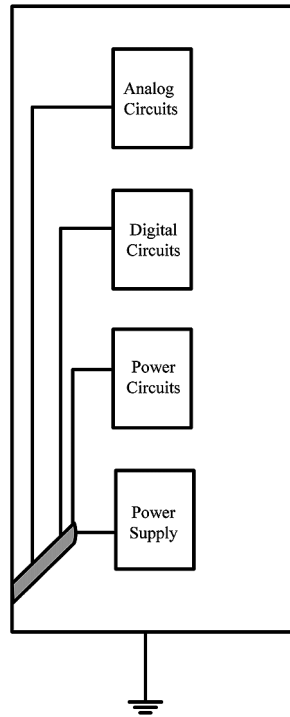 Analog
Circuits
Digital
Circuits
Power
Circuits
Power
Supply